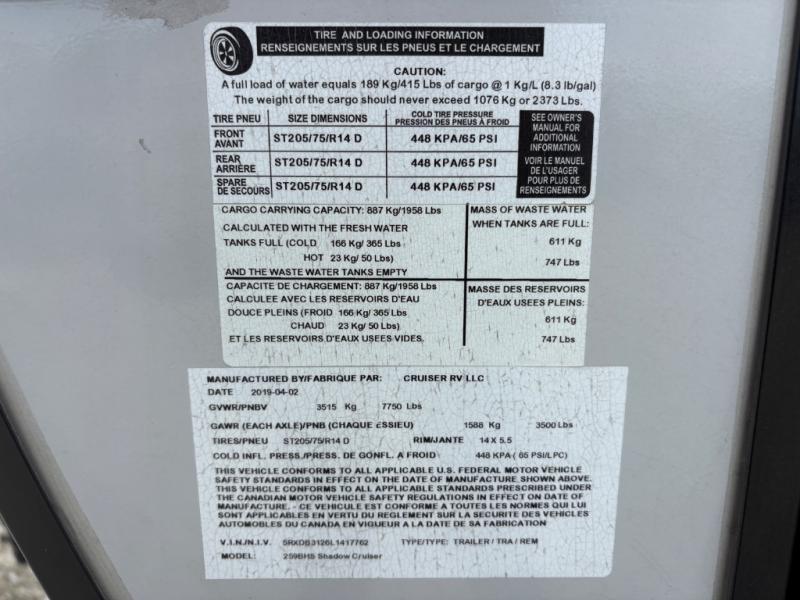 TIRE AND LOADING INFORMATION
RENSEIGNEMENTS SUR LES PNEUS ET LE CHARGEMENT
CAUTION:
A full load of water equals 189 Kg/415 Lbs of cargo @ 1 Kg/L (8.3 lb/gal)
The weight of the cargo should never exceed 1076 Kg or 2373 Lbs.
TIRE PNEU SIZE DIMENSIONS COLD TIRE PRESSURE
PRESSION DES PNEUS À FROID
FRONT
AVANT ST205/75/R14 D 448 KPA/65 PSI
REAR
ARRIÈRE ST205/75/R14 D 448 KPA/65 PSI
SPARE
DE SECOURS ST205/75/R14 D 448 KPA/65 PSI
SEE OWNER'S
MANUAL FOR
ADDITIONAL
INFORMATION
VOIR LE MANUEL
DE L'USAGER
POUR PLUS DE
RENSEIGNEMENTS
CARGO CARRYING CAPACITY: 887 Kg/1958 Lbs
CALCULATED WITH THE FRESH WATER
TANKS FULL (COLD 166 Kg/ 365 Lbs
HOT 23 Kg/ 50 Lbs)
AND THE WASTE WATER TANKS EMPTY
MASS OF WASTE WATER
WHEN TANKS ARE FULL:
611 Kg
747 Lbs
CAPACITE DE CHARGEMENT: 887 Kg/1958 Lbs
CALCULEE AVEC LES RESERVOIRS D'EAU
DOUCE PLEINS (FROID 166 Kg/ 365 Lbs
CHAUD 23 Kg/ 50 Lbs)
ET LES RESERVOIRS D'EAUX USEES VIDES.
MASSE DES RESERVOIRS
D'EAUX USEES PLEINS:
611 Kg
747 Lbs
MANUFACTURED BY/FABRIQUE PAR: CRUISER RV LLC
DATE 2019-04-02
GVWR/PNBV 3515 Kg 7750 Lbs
GAWR (EACH AXLE)/PNB (CHAQUE ESSIEU) 1588 Kg 3500 Lbs
TIRES/PNEU ST205/75/R14 D RIM/JANTE 14 X 5.5
COLD INFL. PRESS./PRESS. DE GONFL. A FROID 448 KPA ( 65 PSI/LPC)
THIS VEHICLE CONFORMS TO ALL APPLICABLE U.S. FEDERAL MOTOR VEHICLE
SAFETY STANDARDS IN EFFECT ON THE DATE OF MANUFACTURE SHOWN ABOVE.
THIS VEHICLE CONFORMS TO ALL APPLICABLE STANDARDS PRESCRIBED UNDER
THE CANADIAN MOTOR VEHICLE SAFETY REGULATIONS IN EFFECT ON DATE OF
MANUFACTURE. - CE VEHICULE EST CONFORME A TOUTES LES NORMES QUI LUI
SONT APPLICABLES EN VERTU DU REGLEMENT SUR LA SECURITE DES VEHICLES
AUTOMOBILES DU CANADA EN VIGUEUR A LA DATE DE SA FABRICATION
V.I.N./N.I.V. 5RXDB3126L1417762 TYPE/TYPE: TRAILER / TRA / REM
MODEL: 259BHS Shadow Cruiser